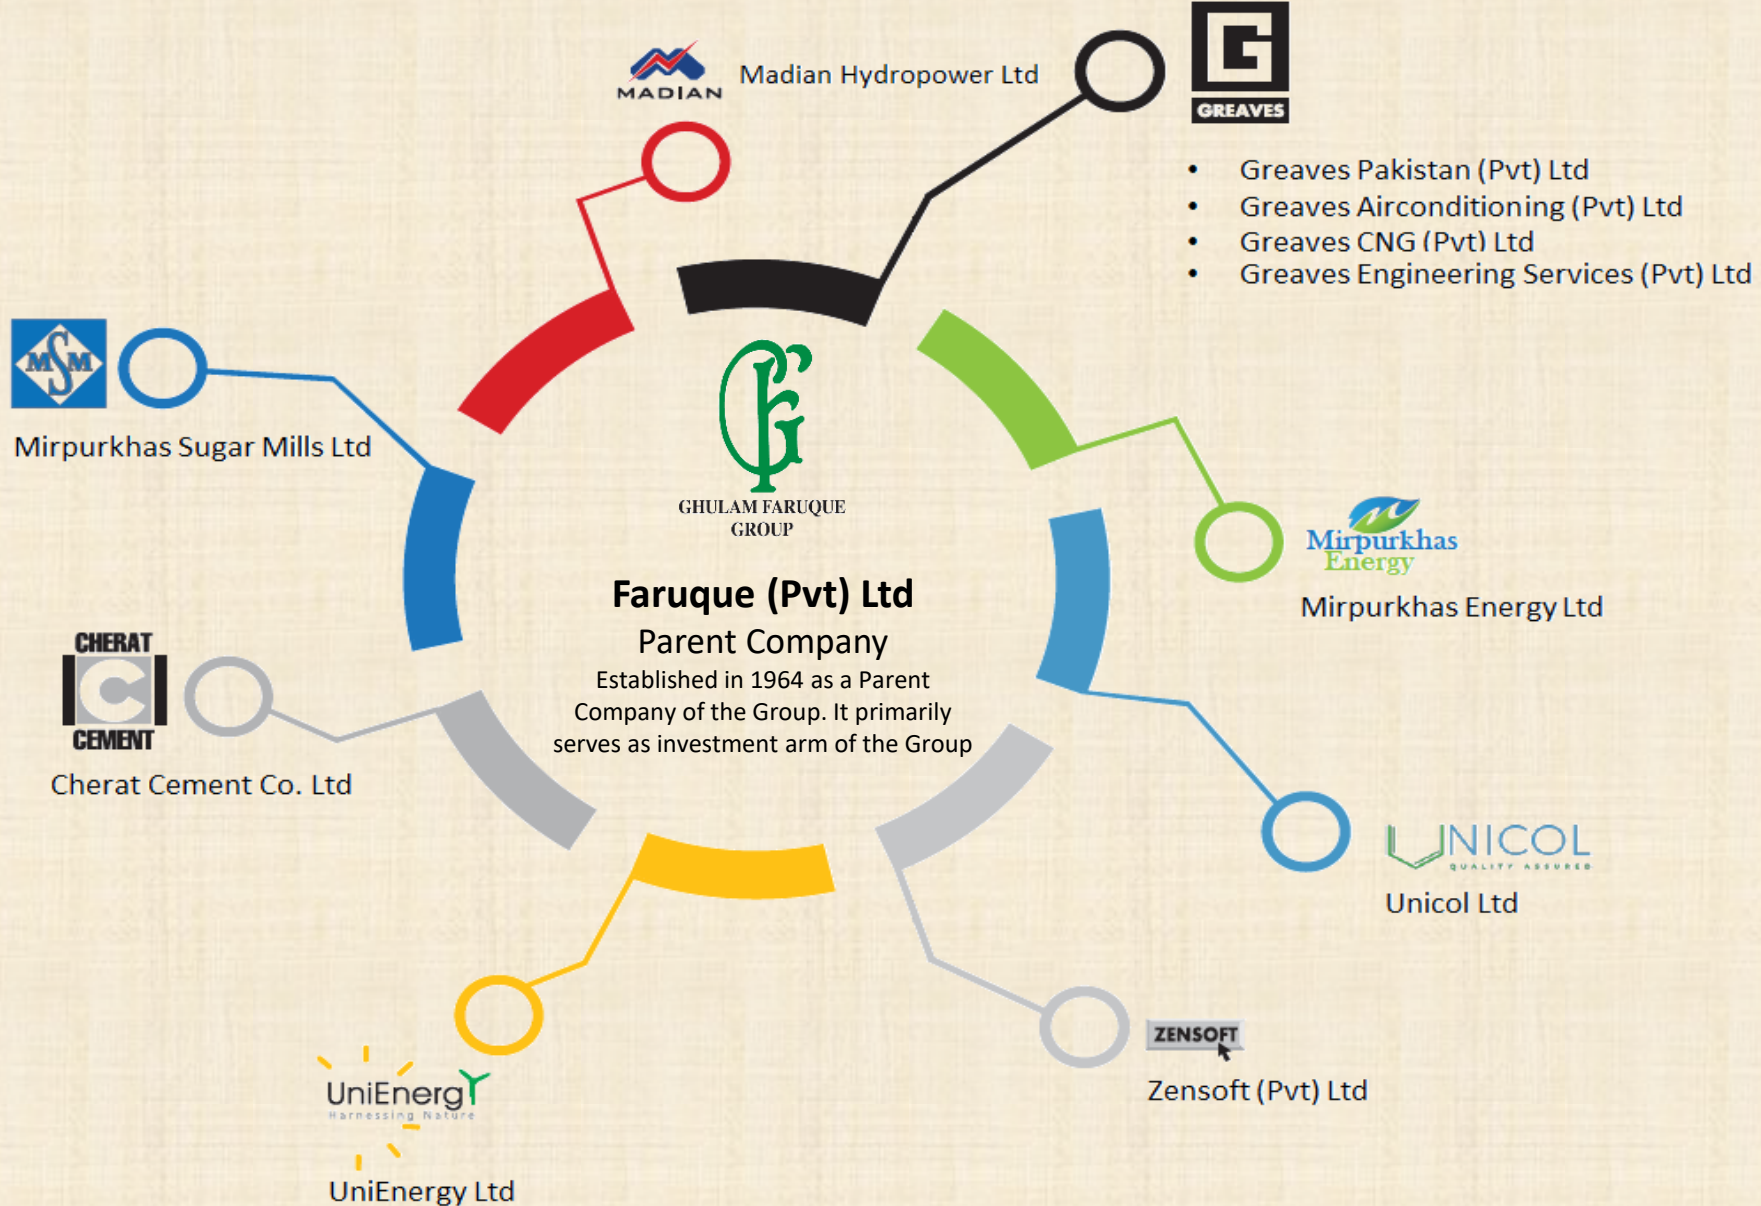 MADIAN
Madian Hydropower Ltd
G
GREAVES
• Greaves Pakistan (Pvt) Ltd
• Greaves Airconditioning (Pvt) Ltd
• Greaves CNG (Pvt) Ltd
• Greaves Engineering Services (Pvt) Ltd
MSM
Mirpurkhas Sugar Mills Ltd
GFG
GHULAM FARUQUE
GROUP
Faruque (Pvt) Ltd
Parent Company
Established in 1964 as a Parent
Company of the Group. It primarily
serves as investment arm of the Group
Mirpurkhas
Energy
Mirpurkhas Energy Ltd
CHERAT
C
CEMENT
Cherat Cement Co. Ltd
UNICOL
QUALITY ASSURED
Unicol Ltd
ZENSOFT
Zensoft (Pvt) Ltd
UniEnergy
Harnessing Nature
UniEnergy Ltd